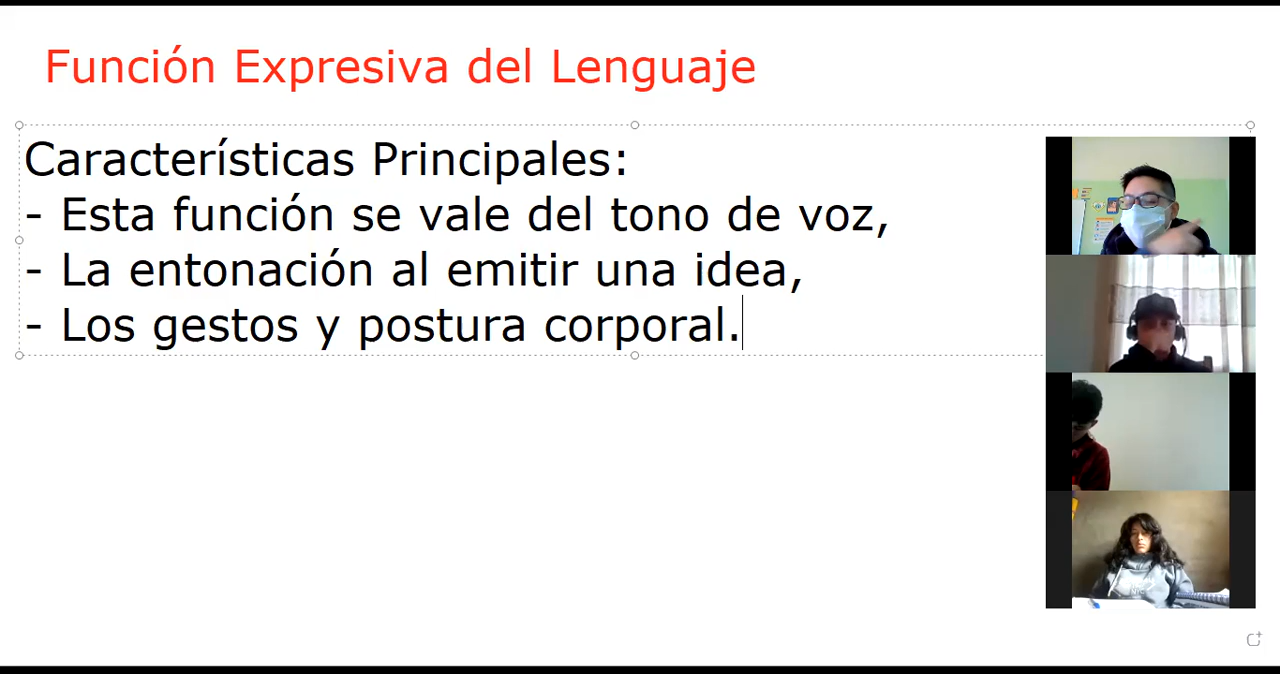 Función Expresiva del Lenguaje
Características Principales:
- Esta función se vale del tono de voz,
- La entonación al emitir una idea,
- Los gestos y postura corporal.